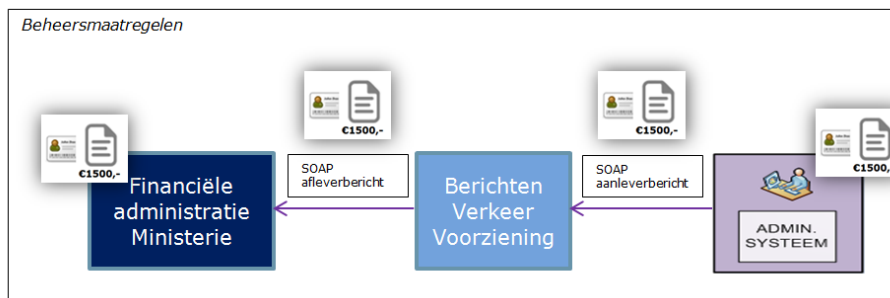 Beheersmaatregelen
€1500,-
€1500,-
€1500,-
€1500,-
SOAP
afleverbericht
SOAP
aanleverbericht
Financiële
administratie
Ministerie
Berichten
Verkeer
Voorziening
ADMIN.
SYSTEEM